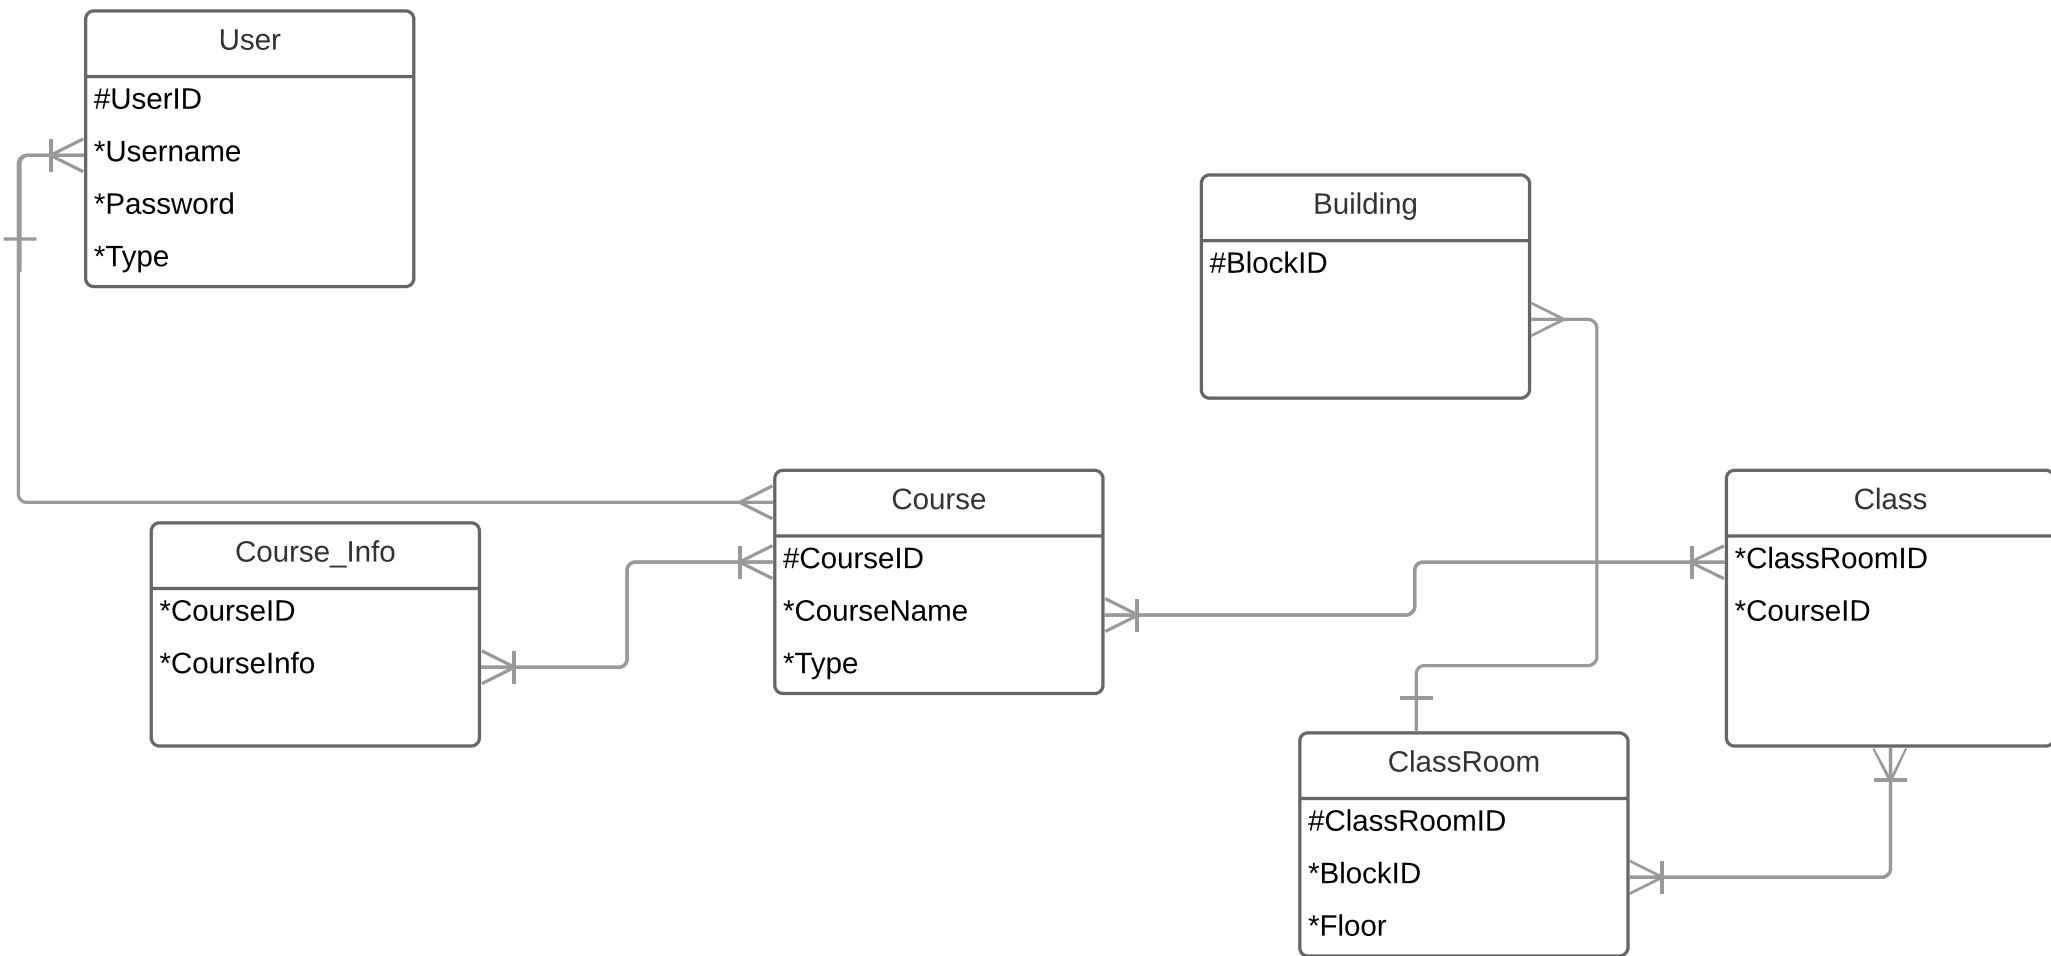 User
#UserID
*Username
*Password
*Type
Building
#BlockID
Course_Info
*CourseID
*CourseInfo
Course
#CourseID
*CourseName
*Type
Class
*ClassRoomID
*CourseID
ClassRoom
#ClassRoomID
*BlockID
*Floor